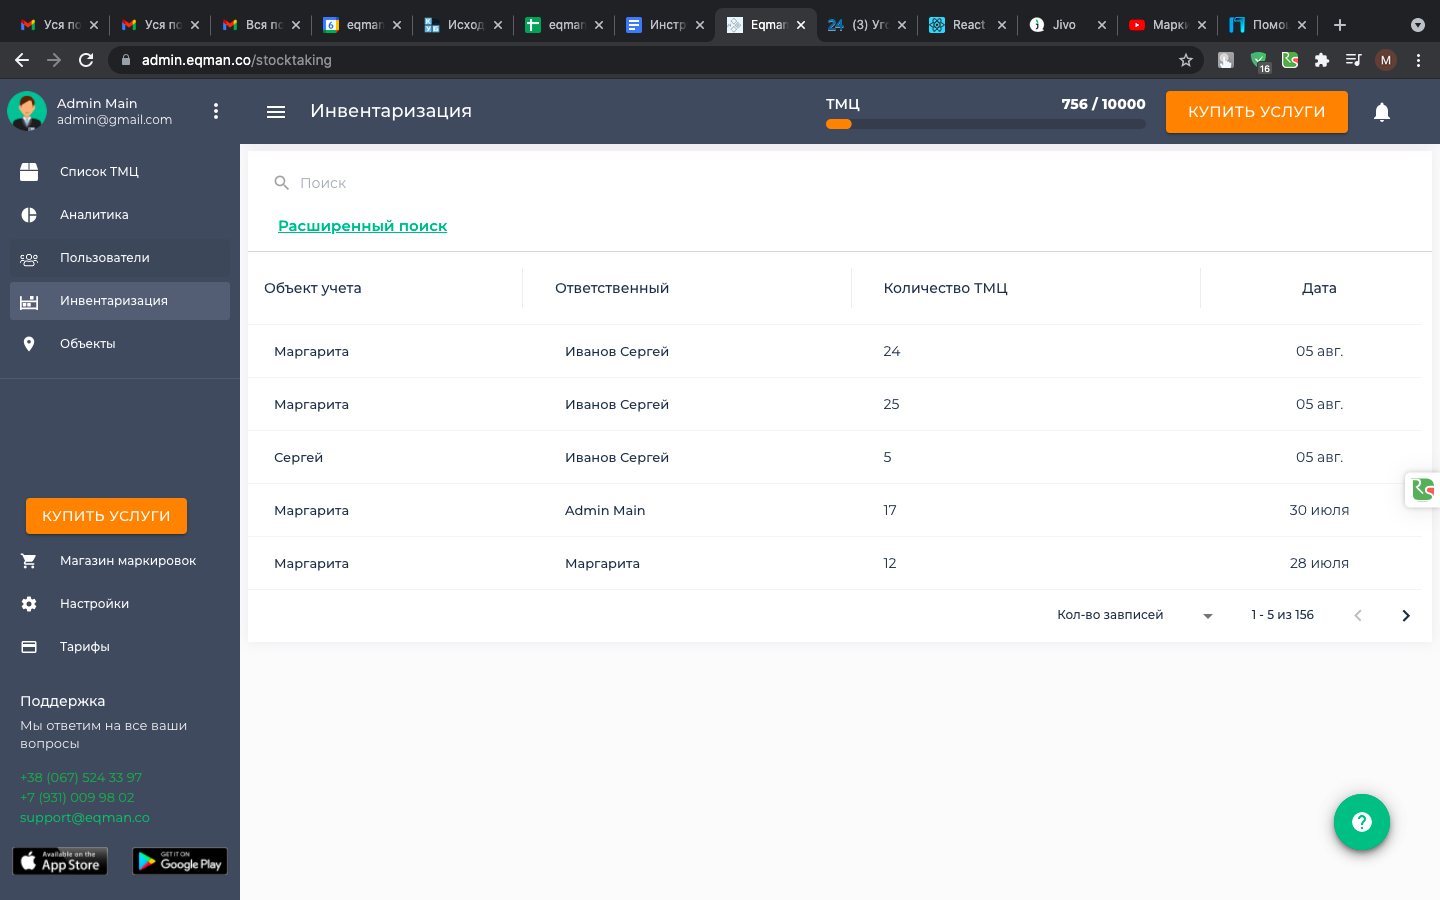 Уся по
Уся по
Вся по
eqman
Исход
eqman
Инстр
Eqman
(3) Уго
React
Jivo
Марки
Помощ
admin.eqman.co/stocktaking
16
M
Admin Main
admin@gmail.com
Инвентаризация
ТМЦ
756 / 10000
КУПИТЬ УСЛУГИ
Список ТМЦ
Аналитика
Пользователи
Инвентаризация
Объекты
КУПИТЬ УСЛУГИ
Магазин маркировок
Настройки
Тарифы
Поддержка
Мы ответим на все ваши
вопросы
+38 (067) 524 33 97
+7 (931) 009 98 02
support@eqman.co
Available on the
App Store
GET IT ON
Google Play
Поиск
Расширенный поиск
Объект учета Ответственный Количество ТМЦ Дата
Маргарита Иванов Сергей 24 05 авг.
Маргарита Иванов Сергей 25 05 авг.
Сергей Иванов Сергей 5 05 авг.
Маргарита Admin Main 17 30 июля
Маргарита Маргарита 12 28 июля
Кол-во завписей 1 - 5 из 156